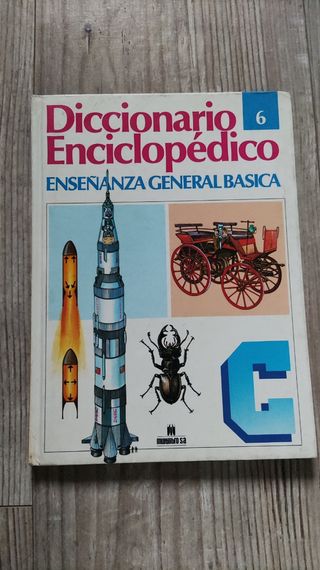 Diccionario
6
Enciclopédico
ENSEÑANZA GENERAL BASICA
C